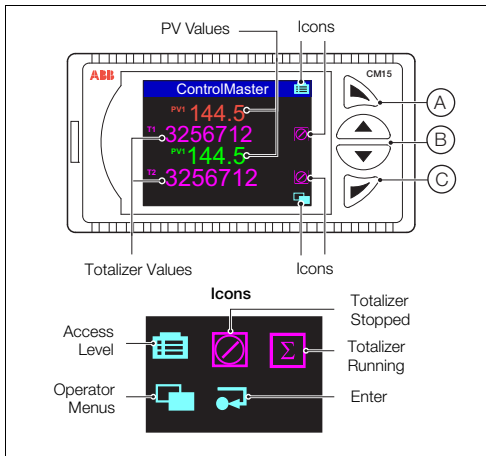 PV Values
Icons
ABB
CM15
ControlMaster
PV1 144.5
T1 3256712
PV1 144.5
T2 3256712
A
B
C
Totalizer Values
Icons
Icons
Access
Level
Totalizer
Stopped
Σ
Totalizer
Running
Operator
Menus
Enter